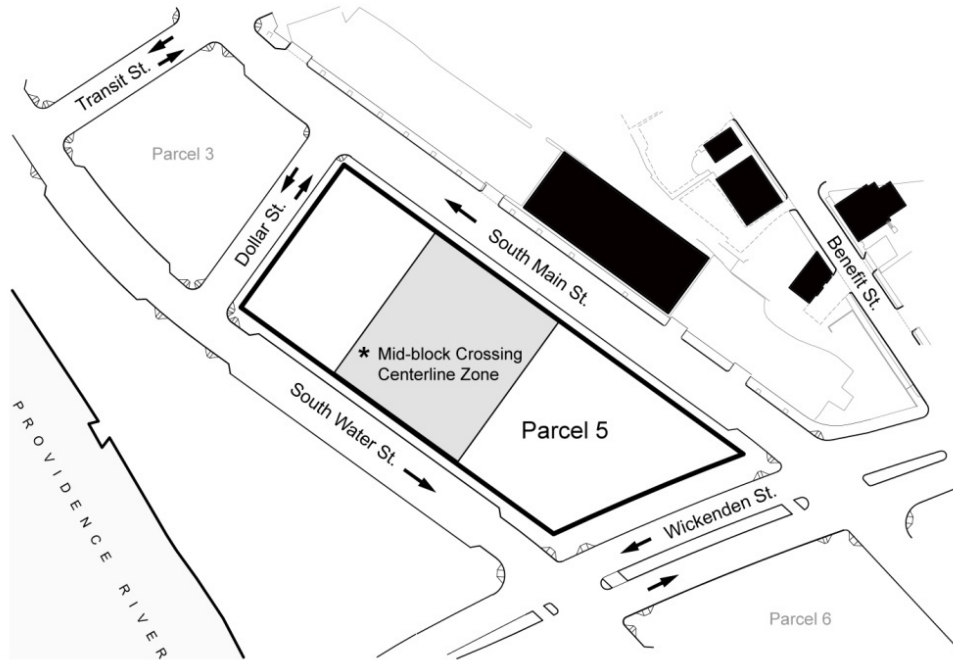 Transit St.
Parcel 3
Dollar St.
South Main St.
Benefit St.
* Mid-block Crossing
Centerline Zone
South Water St.
Parcel 5
PROVIDENCE RIVER
Wickenden St.
Parcel 6